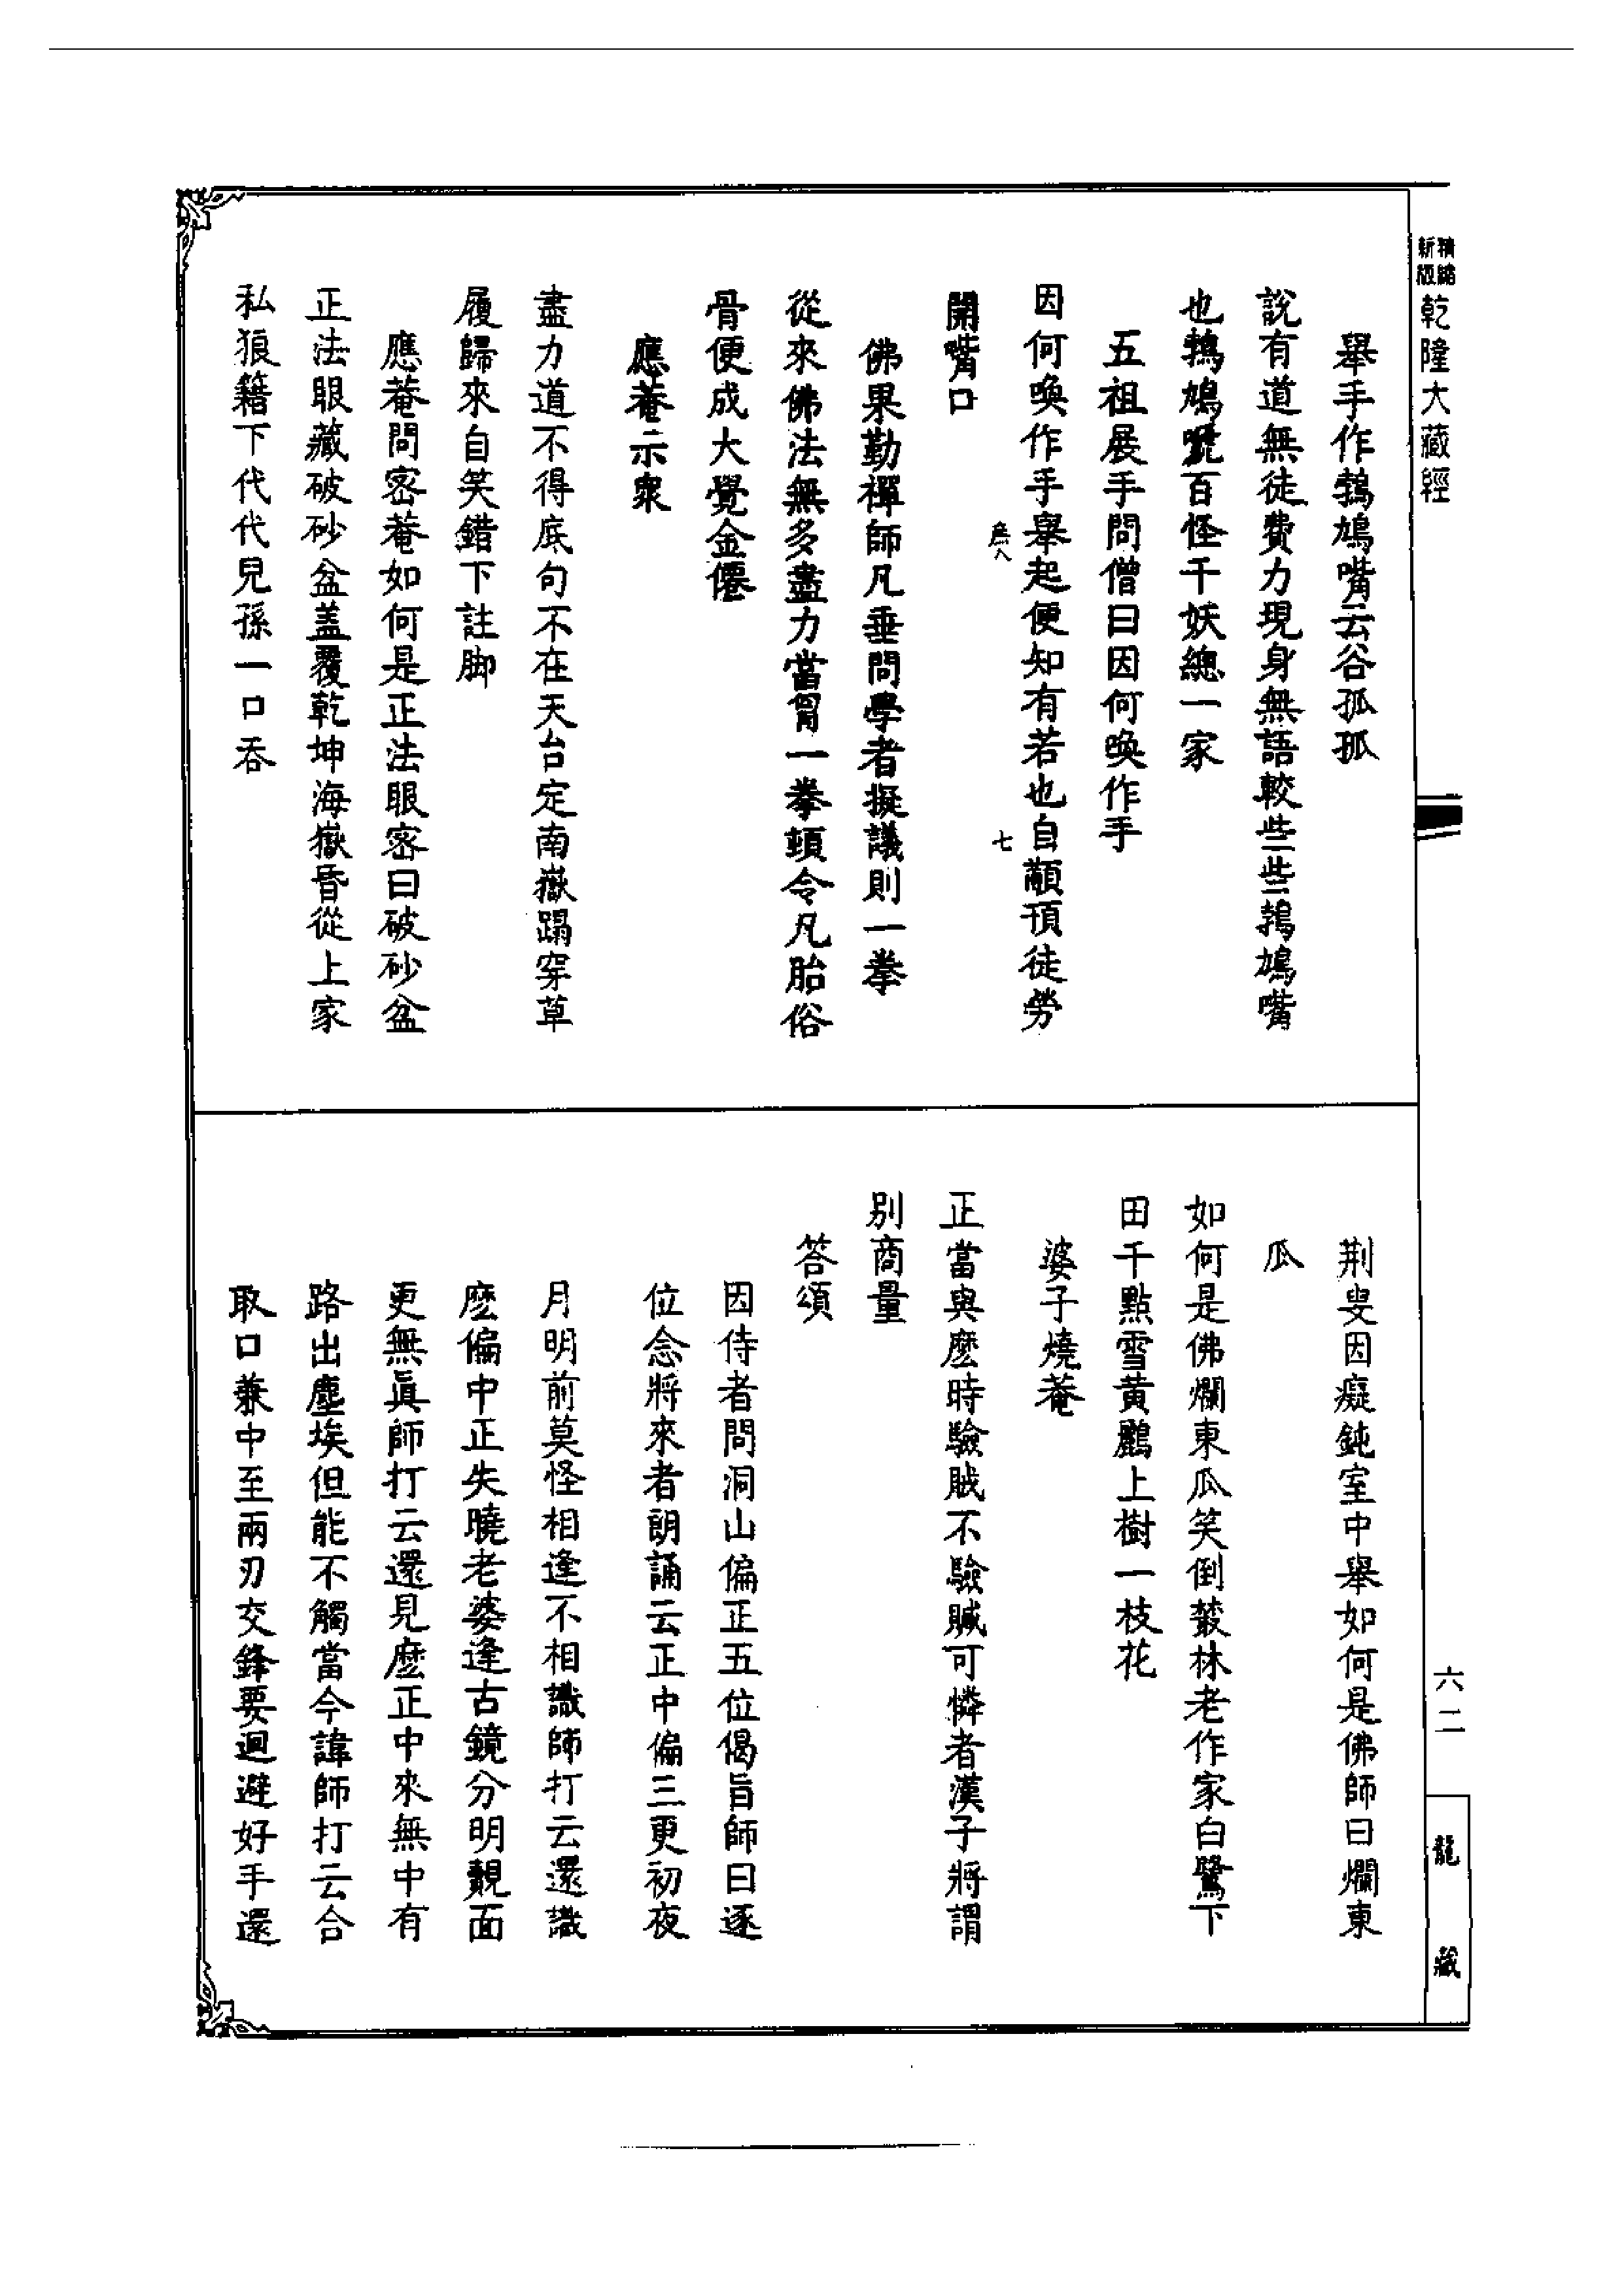 精縮
新版
乾隆大藏經
舉手作鵓鳩嘴云谷孤孤
說有道無徒費力現身無語較些些鵓鳩嘴
也鵓鳩嘴百怪千妖總一家
五祖展手問僧曰因何喚作手
因何喚作手舉起便知有若也自顢頇徒勞
開嘴口
佛果勤禪師凡垂問學者擬議則一拳
從來佛法無多盡力當胷一拳頓令凡胎俗
骨便成大覺金僊
應菴示衆
盡力道不得底句不在天台定南嶽蹋穿草
履歸來自笑錯下註脚
應菴問密菴如何是正法眼密曰破砂盆
正法眼藏破砂盆盖覆乾坤海嶽昏從上家
私狼籍下代代兒孫一口吞
七
荆叟因癡鈍室中舉如何是佛師曰爛東
瓜
如何是佛爛東瓜笑倒叢林老作家白鷺下
田千點雪黄鸝上樹一枝花
婆子燒菴
正當與麽時驗賊不驗贓可憐者漢子將謂
别商量
答頌
因侍者問洞山偏正五位偈旨師曰逐
位念將來者朗誦云正中偏三更初夜
月明前莫怪相逢不相識師打云還識
麽偏中正失曉老婆逢古鏡分明覿面
更無眞師打云還見麽正中來無中有
路出塵埃但能不觸當今諱師打云合
取口兼中至兩刃交鋒要迴避好手還
六二
龍藏